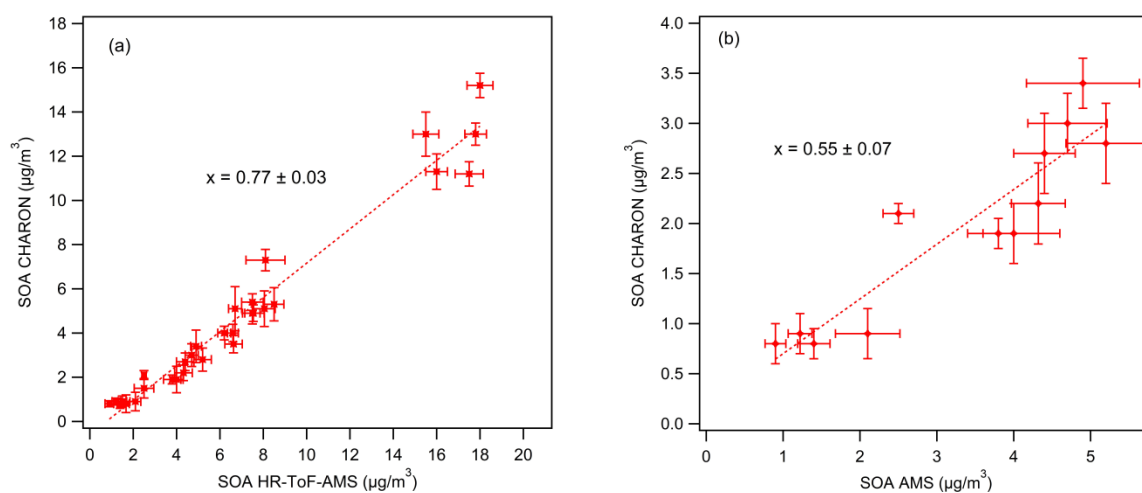 (a)
x = 0.77 ± 0.03
SOA CHARON (µg/m³)
18
16
14
12
10
8
6
4
2
0
0 2 4 6 8 10 12 14 16 18 20
SOA HR-ToF-AMS (µg/m³)
(b)
x = 0.55 ± 0.07
SOA CHARON (µg/m³)
4.0
3.5
3.0
2.5
2.0
1.5
1.0
0.5
0.0
0 1 2 3 4 5
SOA AMS (µg/m³)